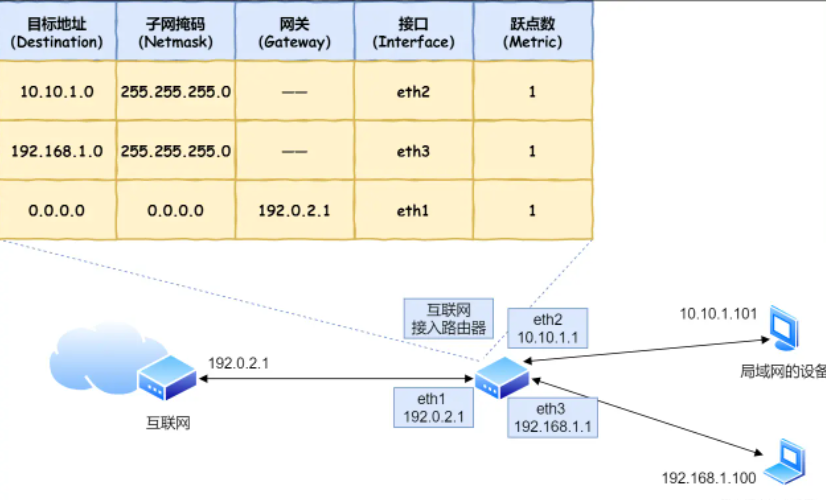 目标地址 子网掩码 网关 接口 跃点数
(Destination) (Netmask) (Gateway) (Interface) (Metric)
10.10.1.0 255.255.255.0 —— eth2 1
192.168.1.0 255.255.255.0 —— eth3 1
0.0.0.0 0.0.0.0 192.0.2.1 eth1 1
互联网
接入路由器
eth2
10.10.1.1
10.10.1.101
局域网的设备
192.0.2.1
互联网
eth1
192.0.2.1
eth3
192.168.1.1
192.168.1.100